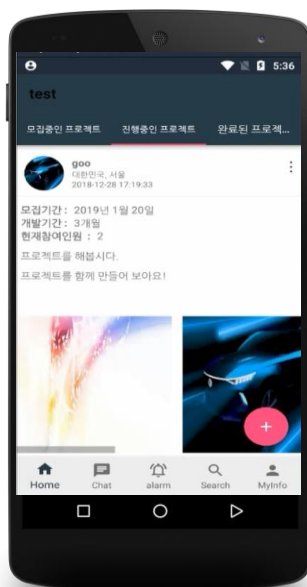 5:36
test
모집중인 프로젝트 진행중인 프로젝트 완료된 프로젝...
goo
대한민국, 서울
2018-12-28 17:19:33
모집기간 : 2019년 1월 20일
개발기간 : 3개월
현재참여인원 : 2
프로젝트를 해봅시다.
프로젝트를 함께 만들어 보아요!
Home Chat alarm Search MyInfo